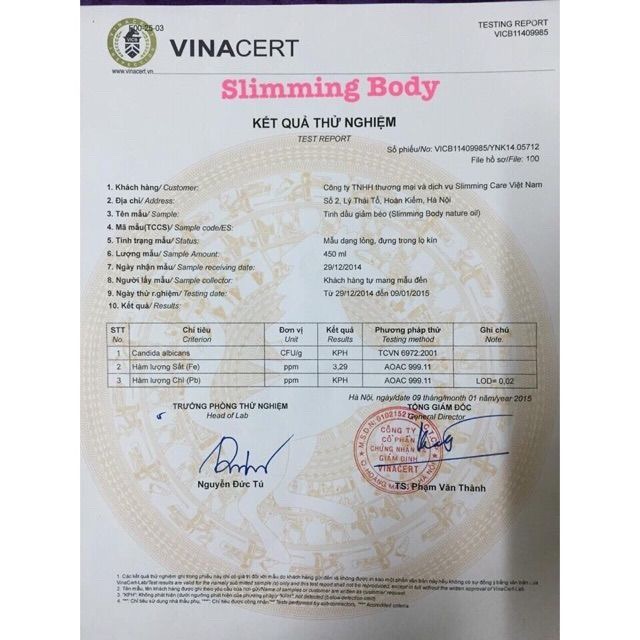 F00-25-03
VINACERT
www.vinacert.vn
TESTING REPORT
VICB11409985
Slimming Body
KẾT QUẢ THỬ NGHIỆM
TEST REPORT
Số phiếu/No: VICB11409985/YNK14.05712
File hồ sơ/File: 100
1. Khách hàng/ Customer: Công ty TNHH thương mại và dịch vụ Slimming Care Việt Nam
2. Địa chỉ/ Address: Số 2, Lý Thái Tổ, Hoàn Kiếm, Hà Nội
3. Tên mẫu/ Sample: Tinh dầu giảm béo (Slimming Body nature oil)
4. Mã mẫu(TCCS)/ Sample code/ES:
5. Tình trạng mẫu/ Status: Mẫu dạng lỏng, đựng trong lọ kín
6. Lượng mẫu/ Sample Amount: 450 ml
7. Ngày nhận mẫu/ Sample receiving date: 29/12/2014
8. Người lấy mẫu/ Sample collector: Khách hàng tự mang mẫu đến
9. Ngày thử nghiệm/ Testing date: Từ 29/12/2014 đến 09/01/2015
10. Kết quả/ Results:
STT Chỉ tiêu Đơn vị Kết quả Phương pháp thử Ghi chú
No. Criterion Unit Results Testing method Note
1 Candida albicans CFU/g KPH TCVN 6972:2001
2 Hàm lượng Sắt (Fe) ppm 3,29 AOAC 999.11
3 Hàm lượng Chì (Pb) ppm KPH AOAC 999.11 LOD= 0,02
Hà Nội, ngày/date 09 tháng/month 01 năm/year 2015
TRƯỞNG PHÒNG THỬ NGHIỆM TỔNG GIÁM ĐỐC
Head of Lab General Director
CÔNG TY
CỔ PHẦN
CHỨNG NHẬN
GIÁM ĐỊNH
VINACERT
Nguyễn Đức Tú TS. Phạm Văn Thành